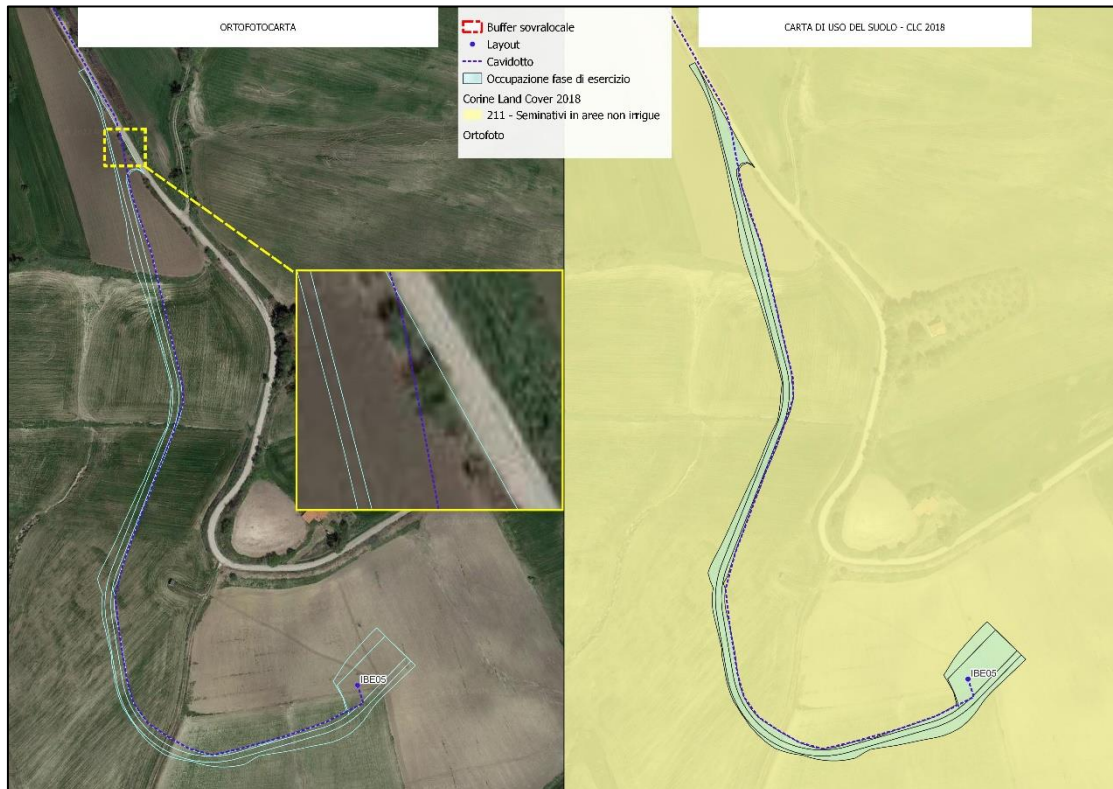 ORTOFOTOCARTA
Buffer sovralocale
Layout
Cavidotto
Occupazione fase di esercizio
Corine Land Cover 2018
211 - Seminativi in aree non irrigue
Ortofoto
CARTA DI USO DEL SUOLO - CLC 2018
IBE05
IBE05